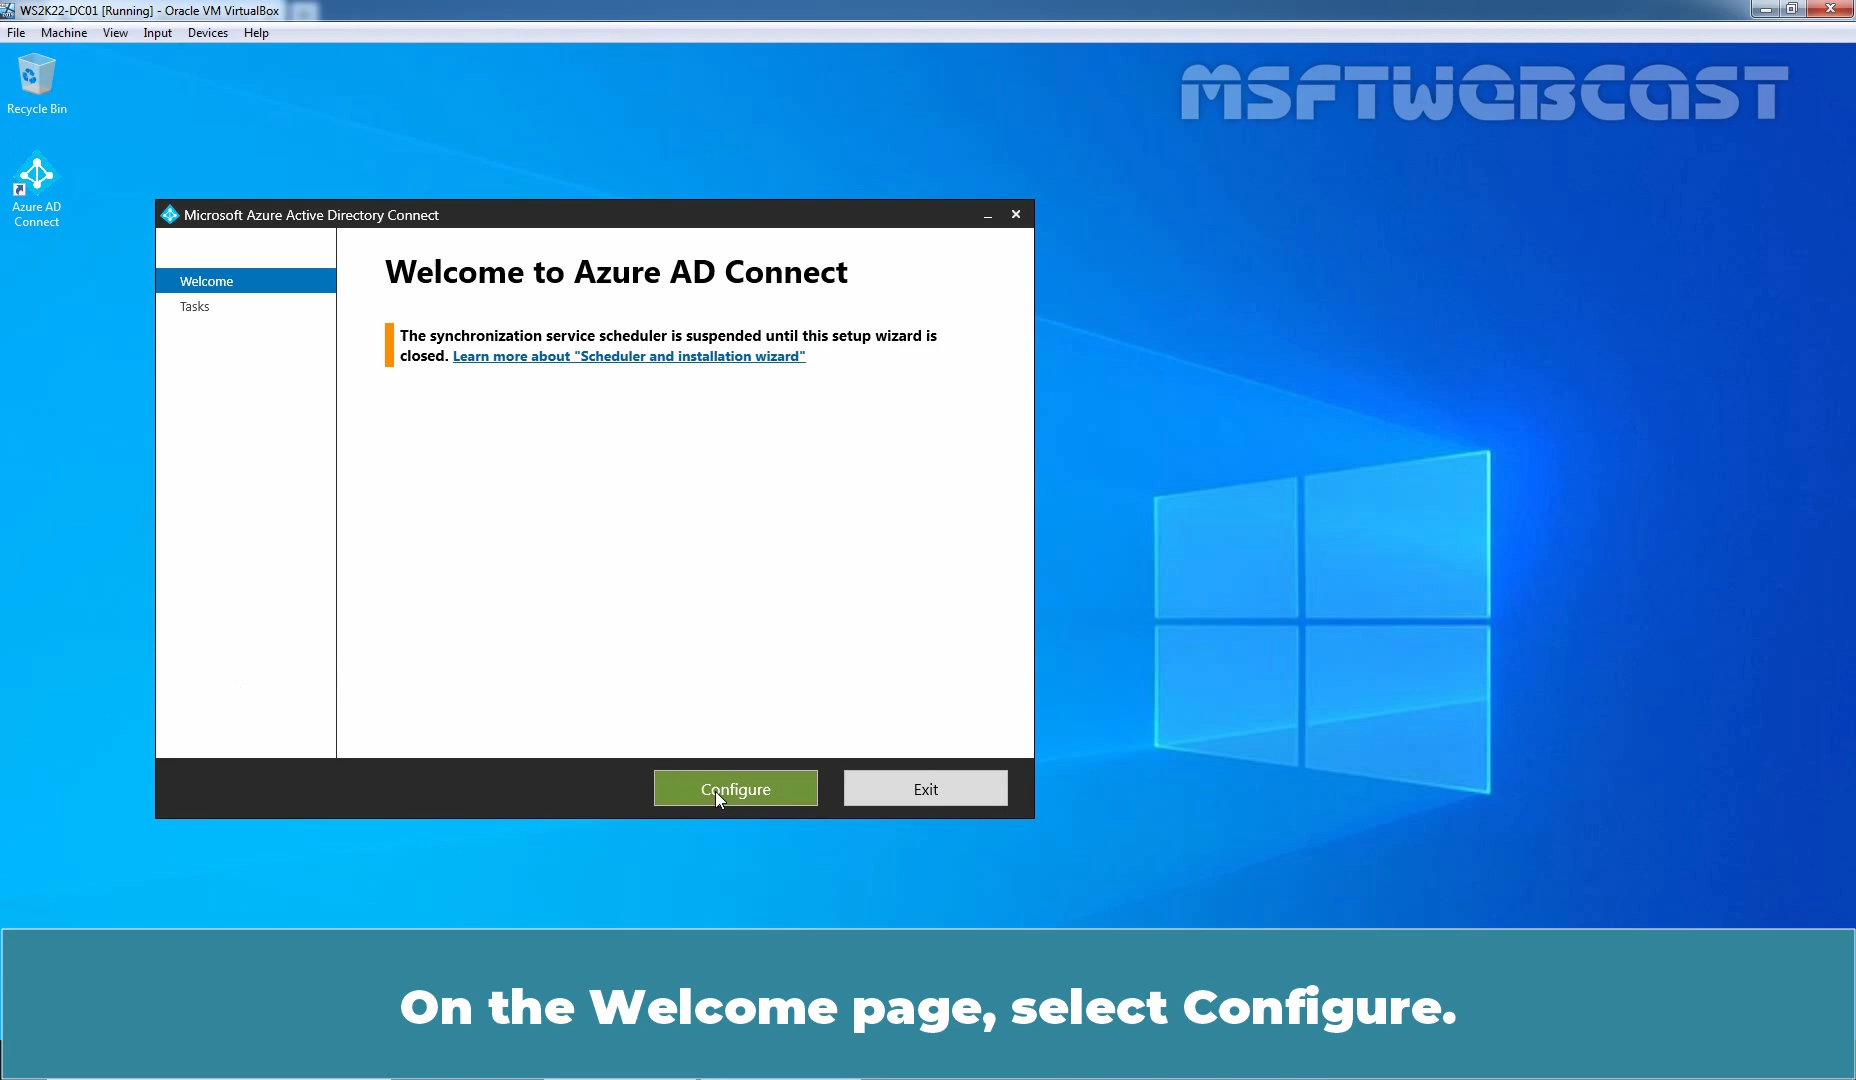 WS2K22-DC01 [Running] - Oracle VM VirtualBox
File Machine View Input Devices Help
MSFTWEBCAST
Recycle Bin
Azure AD
Connect
Microsoft Azure Active Directory Connect
Welcome
Tasks
Welcome to Azure AD Connect
The synchronization service scheduler is suspended until this setup wizard is
closed. Learn more about "Scheduler and installation wizard"
Configure
Exit
On the Welcome page, select Configure.